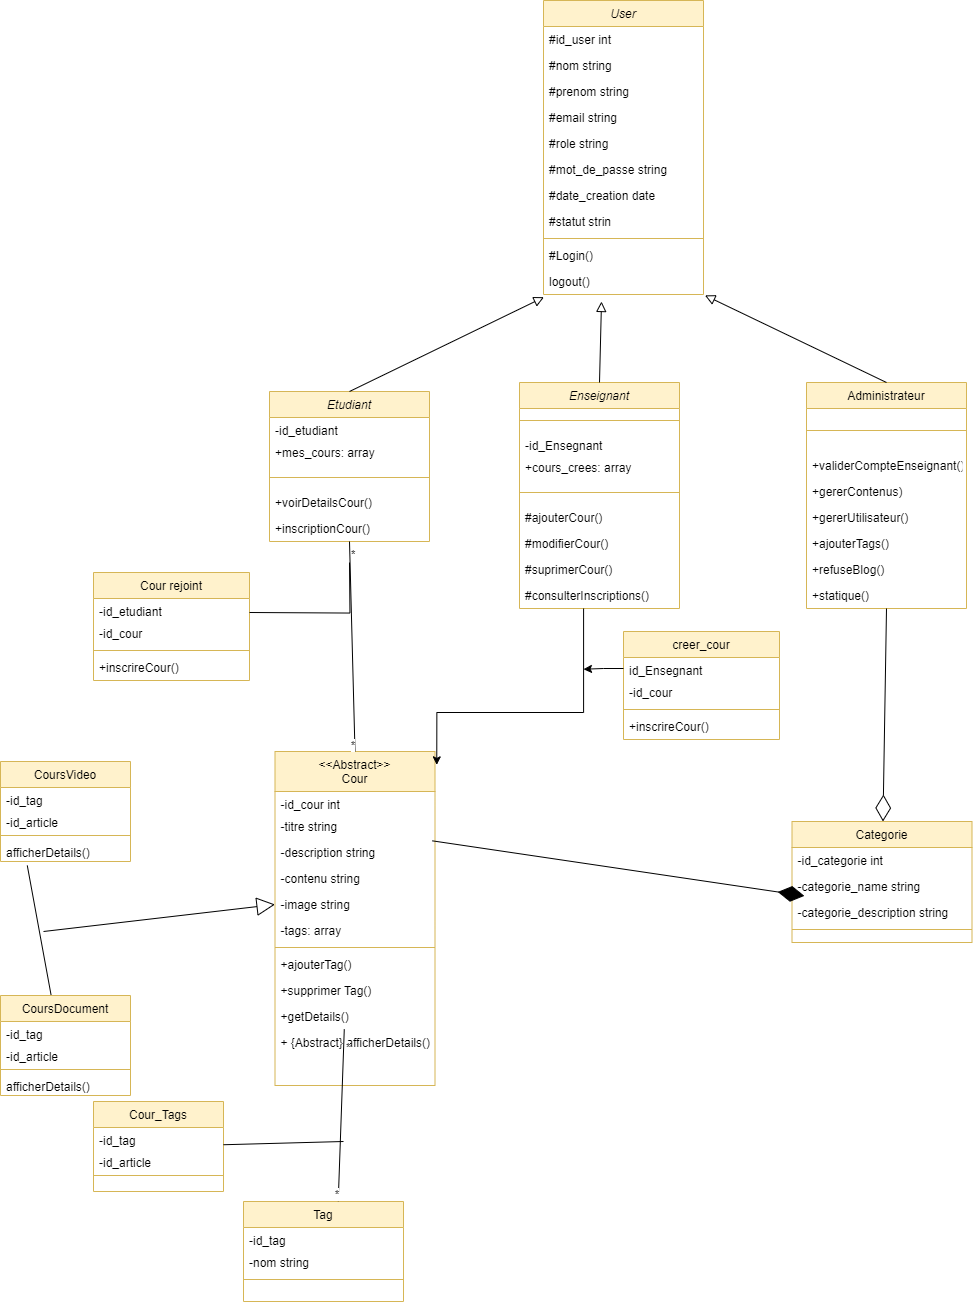 User
#id_user int
#nom string
#prenom string
#email string
#role string
#mot_de_passe string
#date_creation date
#statut strin
#Login()
logout()
Etudiant
-id_etudiant
+mes_cours: array
+voirDetailsCour()
+inscriptionCour()
*
Enseignant
-id_Ensegnant
+cours_crees: array
#ajouterCour()
#modifierCour()
#suprimerCour()
#consulterInscriptions()
Administrateur
+validerCompteEnseignant()
+gererContenus)
+gererUtilisateur()
+ajouterTags()
+refuseBlog()
+statique()
Cour rejoint
-id_etudiant
-id_cour
+inscrireCour()
creer_cour
id_Ensegnant
-id_cour
+inscrireCour()
*
<<Abstract>>
Cour
-id_cour int
-titre string
-description string
-contenu string
-image string
-tags: array
+ajouterTag()
+supprimer Tag()
+getDetails()
+ {Abstract} afficherDetails()
CoursVideo
-id_tag
-id_article
afficherDetails()
Categorie
-id_categorie int
-categorie_name string
-categorie_description string
CoursDocument
-id_tag
-id_article
afficherDetails()
Cour_Tags
-id_tag
-id_article
*
Tag
-id_tag
-nom string